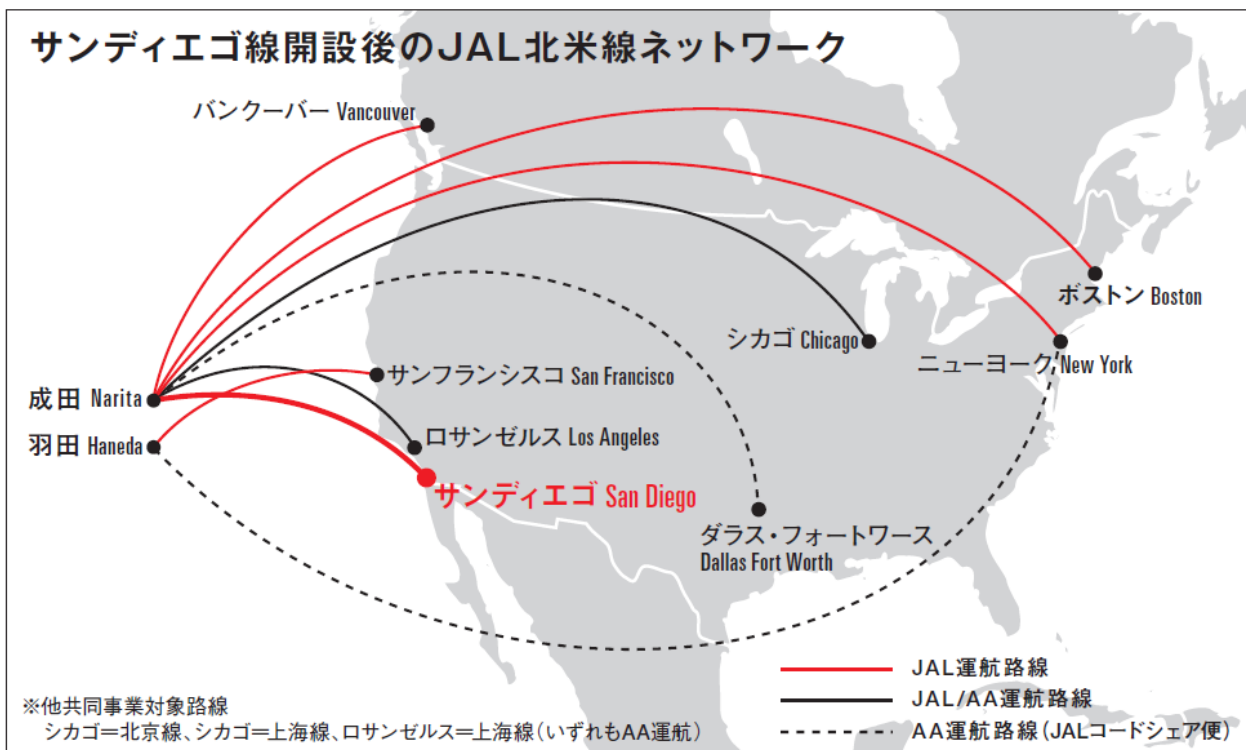 サンディエゴ線開設後のJAL北米線ネットワーク
バンクーバー Vancouver
ボストン Boston
シカゴ Chicago
ニューヨーク New York
サンフランシスコ San Francisco
成田 Narita
羽田 Haneda
ロサンゼルス Los Angeles
サンディエゴ San Diego
ダラス・フォートワース
Dallas Fort Worth
JAL運航路線
JAL/AA運航路線
AA運航路線(JALコードシェア便)
※他共同事業対象路線
シカゴ=北京線、シカゴ=上海線、ロサンゼルス=上海線(いずれもAA運航)